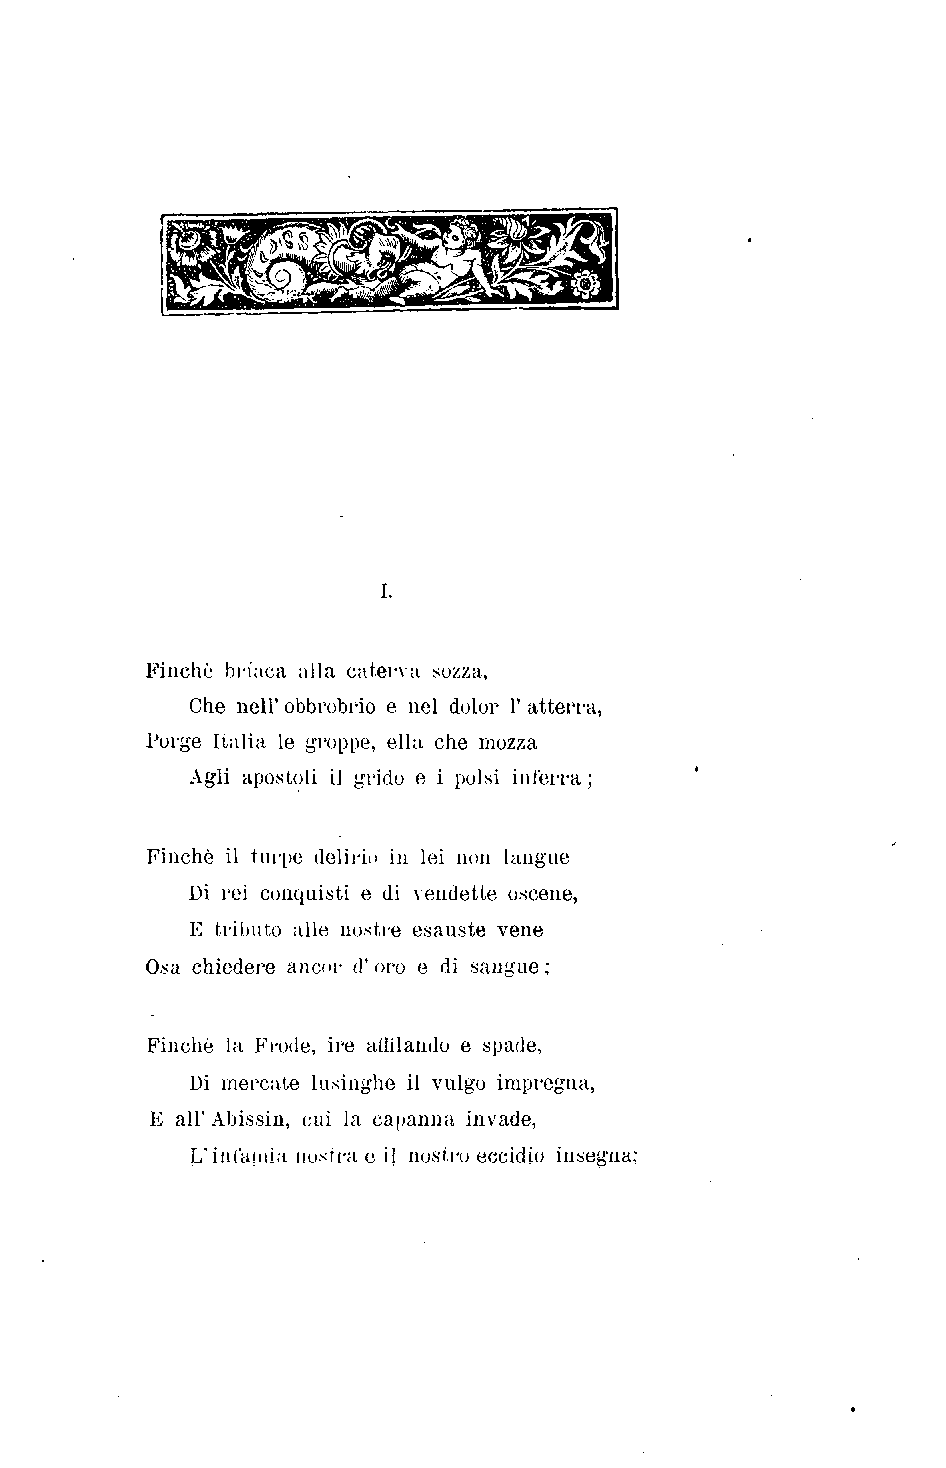 I.
Finchè briaca alla caterva sozza,
Che nell' obbrobrio e nel dolor l' atterra,
Porge Italia le groppe, ella che mozza
Agli apostoli il grido e i polsi inferra;
Finchè il turpe delirio in lei non langue
Di rei conquisti e di vendette oscene,
E tributo alle nostre esauste vene
Osa chiedere ancor d' oro e di sangue;
Finchè la Frode, ire affilando e spade,
Di mercate lusinghe il vulgo impregna,
E all' Abissin, cui la capanna invade,
L' infamia nostra e il nostro eccidio insegna;